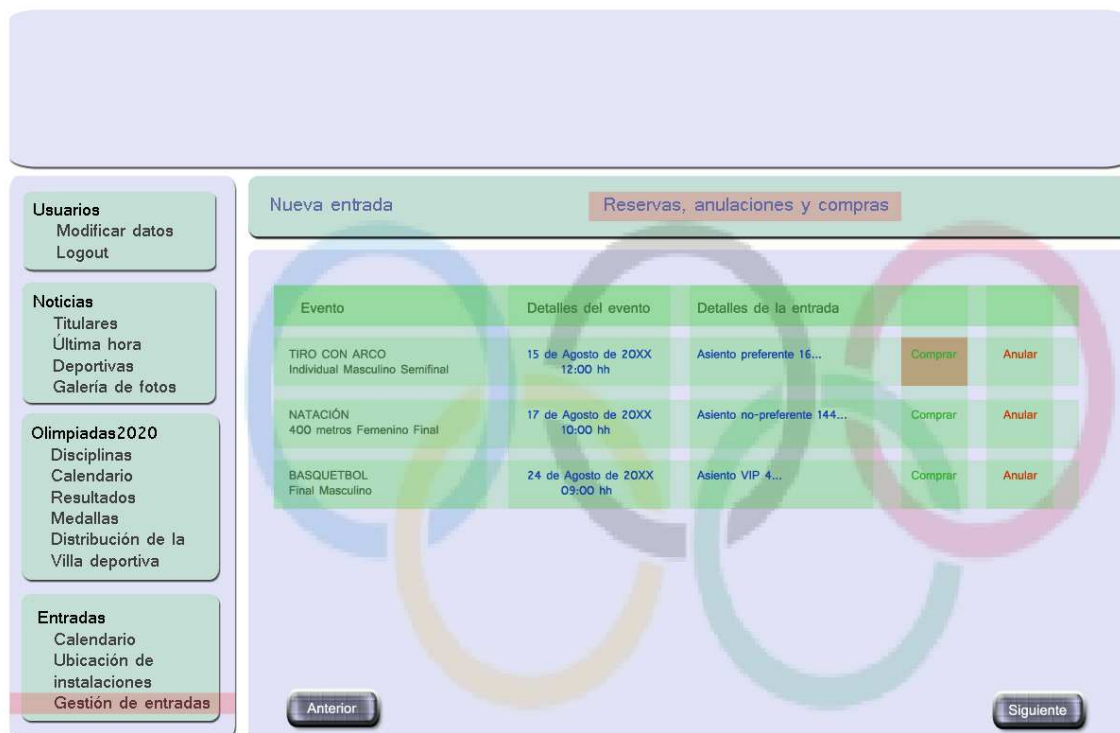 Usuarios
Modificar datos
Logout
Noticias
Titulares
Última hora
Deportivas
Galería de fotos
Olimpiadas2020
Disciplinas
Calendario
Resultados
Medallas
Distribución de la
Villa deportiva
Entradas
Calendario
Ubicación de
instalaciones
Gestión de entradas
Nueva entrada Reservas, anulaciones y compras
Evento Detalles del evento Detalles de la entrada
TIRO CON ARCO 15 de Agosto de 20XX Asiento preferente 16... Comprar Anular
Individual Masculino Semifinal 12:00 hh
NATACIÓN 17 de Agosto de 20XX Asiento no-preferente 144... Comprar Anular
400 metros Femenino Final 10:00 hh
BASQUETBOL 24 de Agosto de 20XX Asiento VIP 4... Comprar Anular
Final Masculino 09:00 hh
Anterior Siguiente